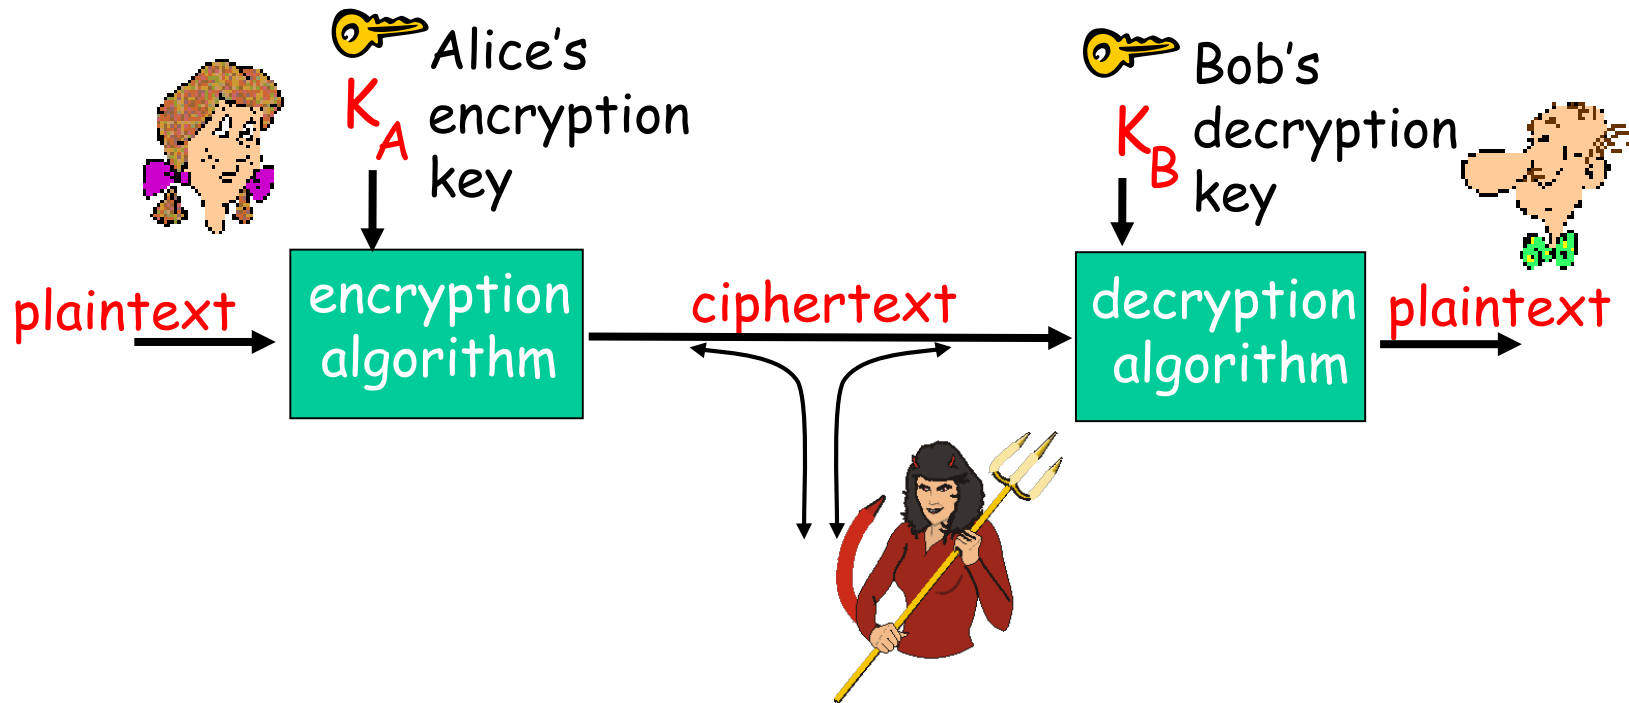 Alice's
encryption
key
K
A
Bob's
decryption
key
K
B
plaintext
encryption
algorithm
ciphertext
decryption
algorithm
plaintext